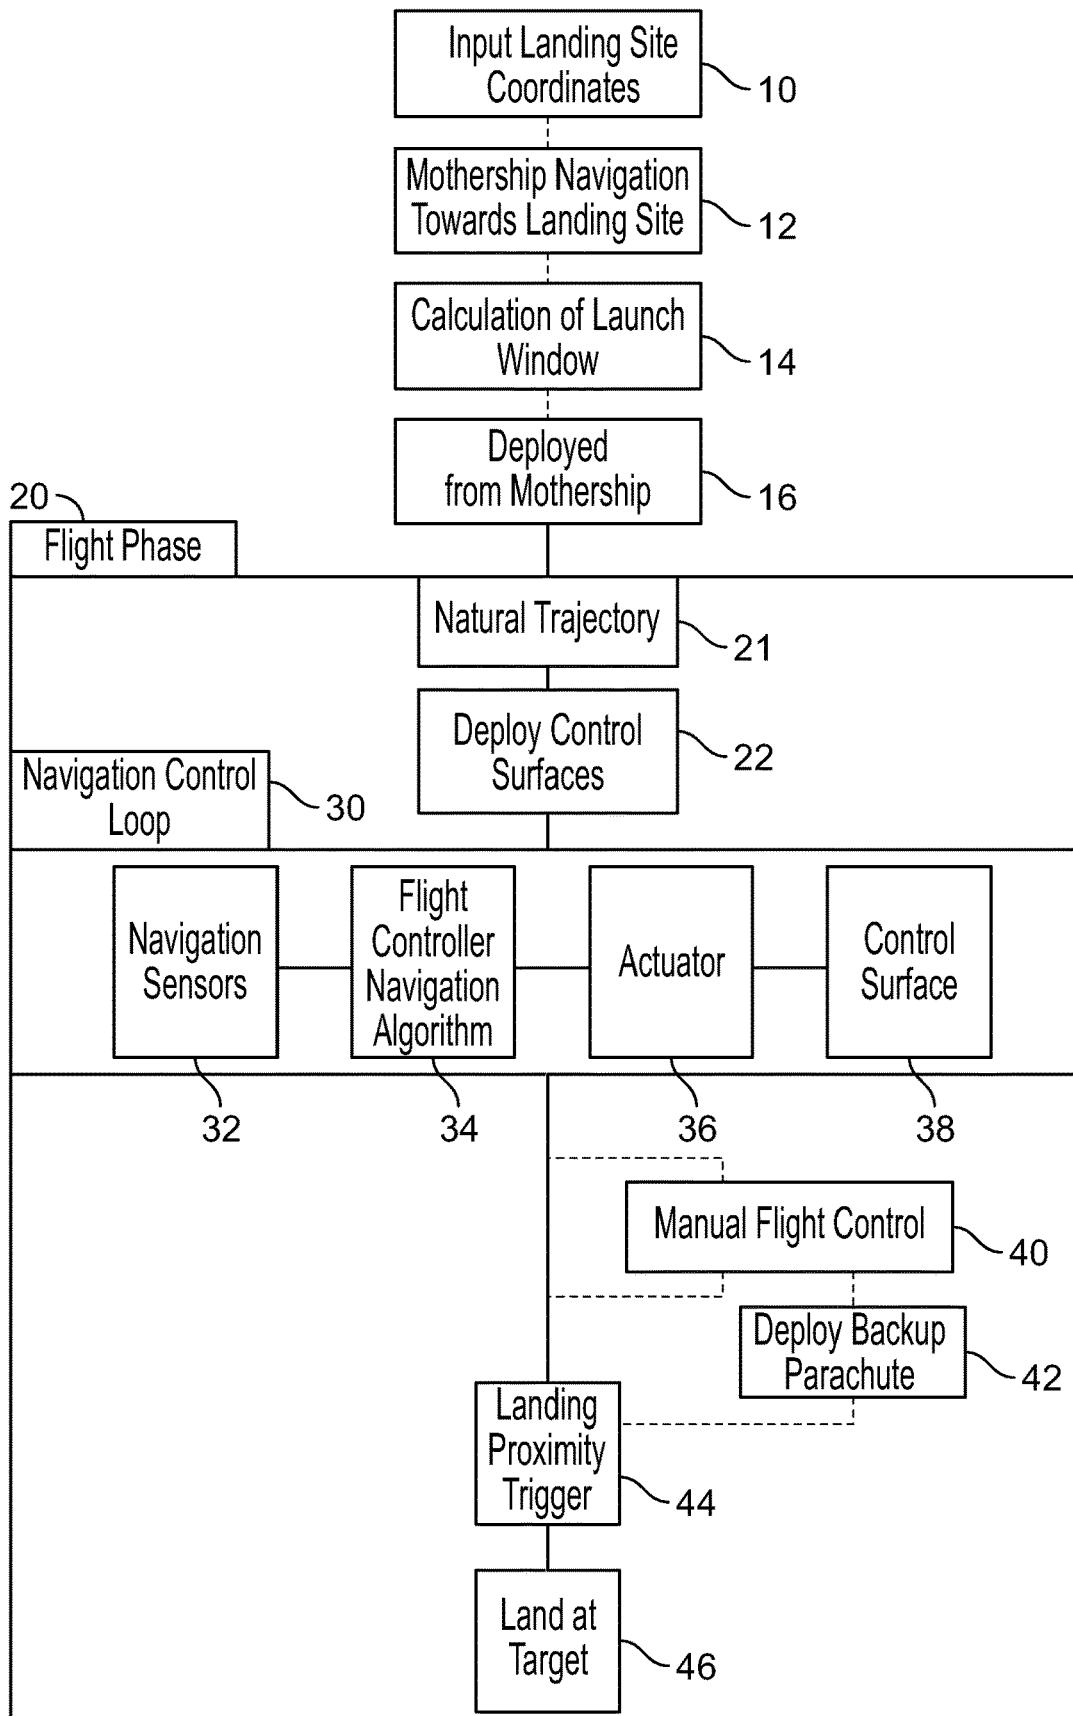 Input Landing Site
Coordinates
10
Mothership Navigation
Towards Landing Site
12
Calculation of Launch
Window
14
Deployed
from Mothership
16
20
Flight Phase
Natural Trajectory
21
Deploy Control
Surfaces
22
Navigation Control
Loop
30
Navigation
Sensors
Flight
Controller
Navigation
Algorithm
Actuator
Control
Surface
32
34
36
38
Manual Flight Control
40
Deploy Backup
Parachute
42
Landing
Proximity
Trigger
44
Land at
Target
46